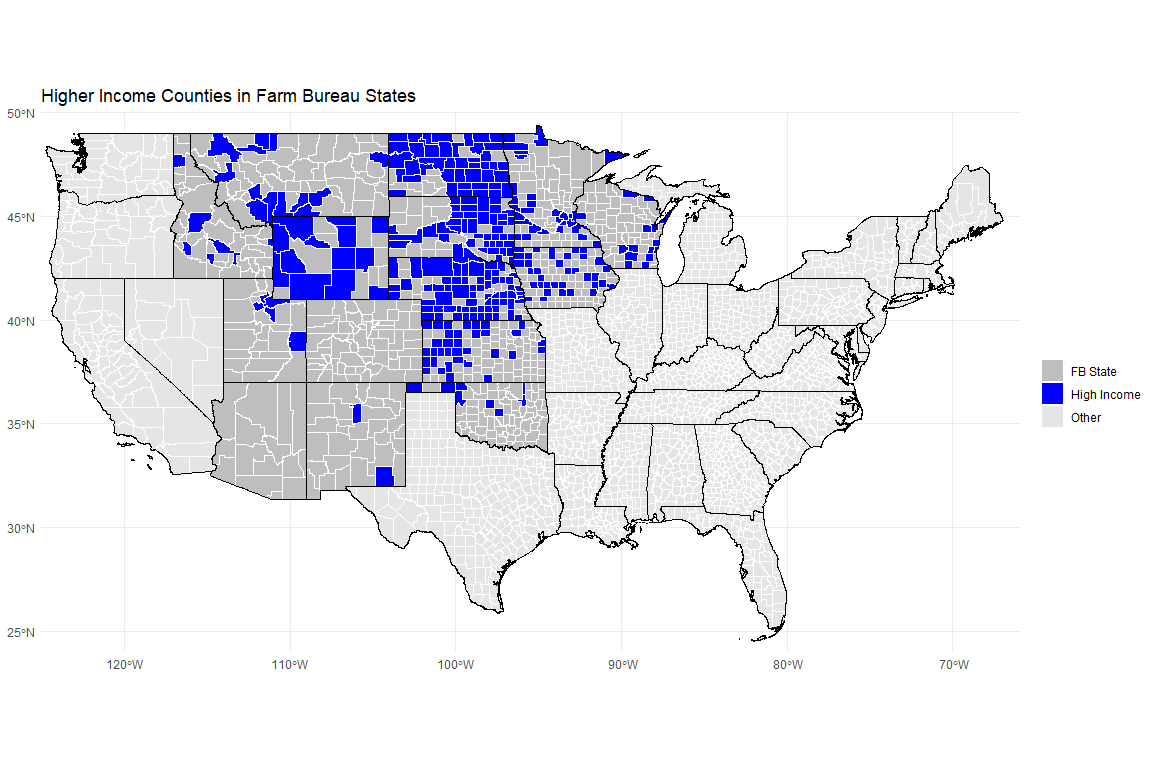 Higher Income Counties in Farm Bureau States
50°N
45°N
40°N
35°N
30°N
25°N
120°W
110°W
100°W
90°W
80°W
70°W
FB State
High Income
Other